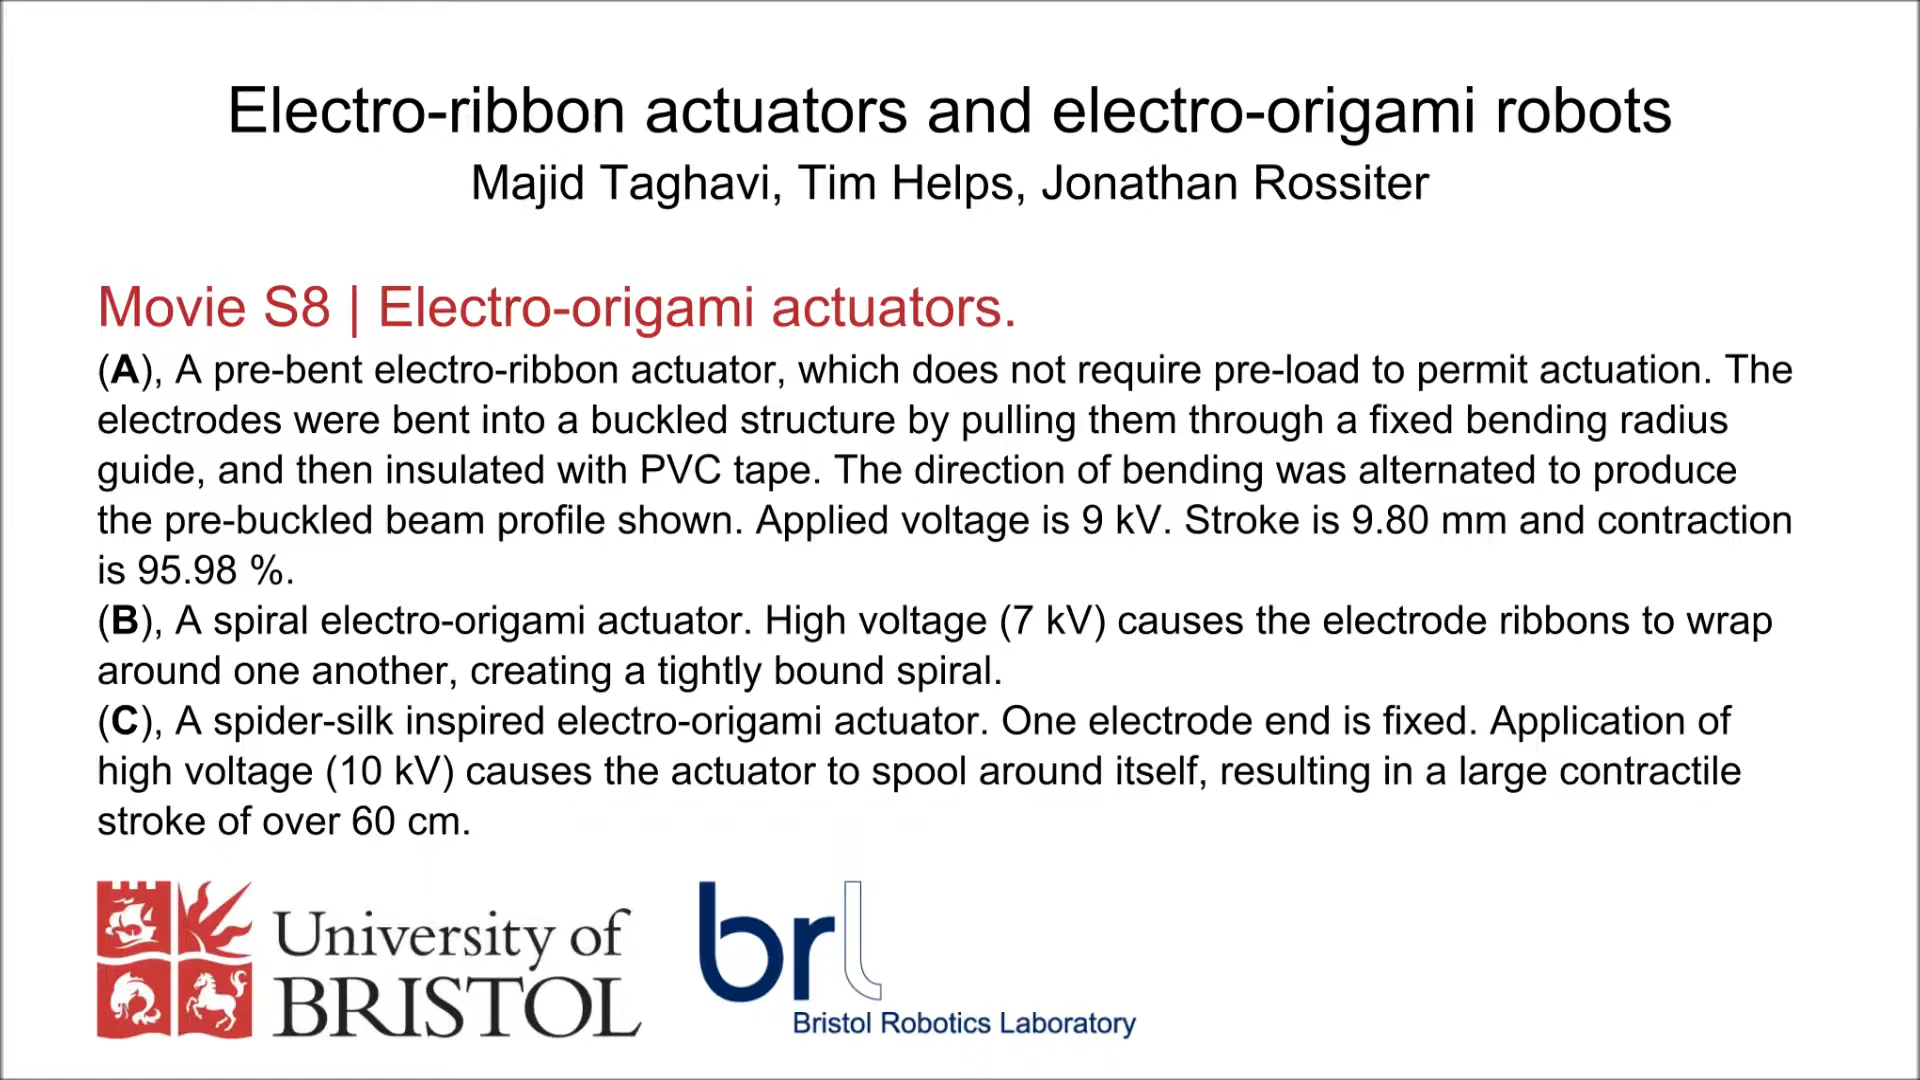 Electro-ribbon actuators and electro-origami robots
Majid Taghavi, Tim Helps, Jonathan Rossiter
Movie S8 | Electro-origami actuators.
(A), A pre-bent electro-ribbon actuator, which does not require pre-load to permit actuation. The
electrodes were bent into a buckled structure by pulling them through a fixed bending radius
guide, and then insulated with PVC tape. The direction of bending was alternated to produce
the pre-buckled beam profile shown. Applied voltage is 9 kV. Stroke is 9.80 mm and contraction
is 95.98 %.
(B), A spiral electro-origami actuator. High voltage (7 kV) causes the electrode ribbons to wrap
around one another, creating a tightly bound spiral.
(C), A spider-silk inspired electro-origami actuator. One electrode end is fixed. Application of
high voltage (10 kV) causes the actuator to spool around itself, resulting in a large contractile
stroke of over 60 cm.
University of
BRISTOL
brl
Bristol Robotics Laboratory